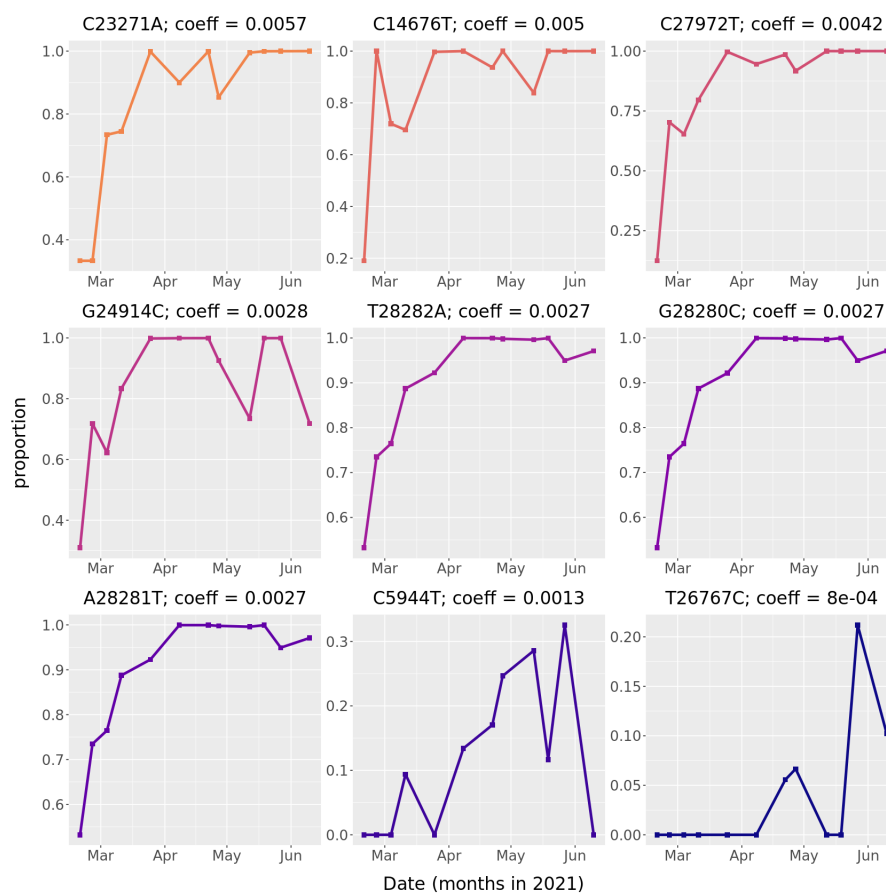 C23271A; coeff = 0.0057
C14676T; coeff = 0.005
C27972T; coeff = 0.0042
1.0
0.8
0.6
0.4
Mar Apr May Jun
1.0
0.8
0.6
0.4
0.2
Mar Apr May Jun
1.00
0.75
0.50
0.25
Mar Apr May Jun
G24914C; coeff = 0.0028
T28282A; coeff = 0.0027
G28280C; coeff = 0.0027
proportion
1.0
0.8
0.6
0.4
Mar Apr May Jun
1.0
0.9
0.8
0.7
0.6
Mar Apr May Jun
1.0
0.9
0.8
0.7
0.6
Mar Apr May Jun
A28281T; coeff = 0.0027
C5944T; coeff = 0.0013
T26767C; coeff = 8e-04
1.0
0.9
0.8
0.7
0.6
Mar Apr May Jun
0.3
0.2
0.1
0.0
Mar Apr May Jun
0.20
0.15
0.10
0.05
0.00
Mar Apr May Jun
Date (months in 2021)